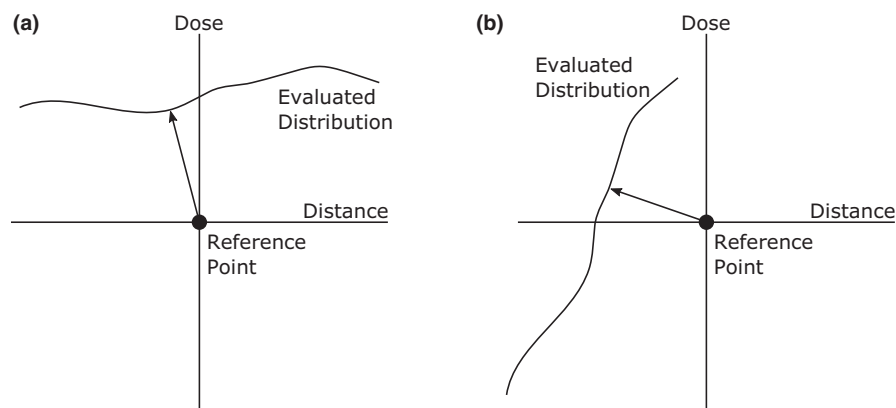 (a)
Dose
Evaluated
Distribution
Distance
Reference
Point
(b)
Dose
Evaluated
Distribution
Distance
Reference
Point